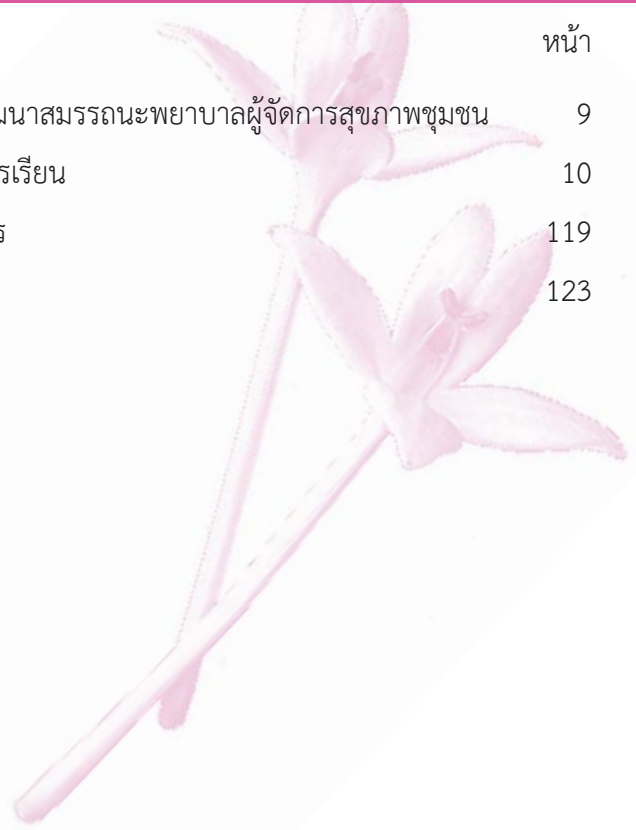 หน้า
มนาสมรรถนะพยาบาลผู้จัดการสุขภาพชุมชน 9
รเรียน 10
ร 119
123